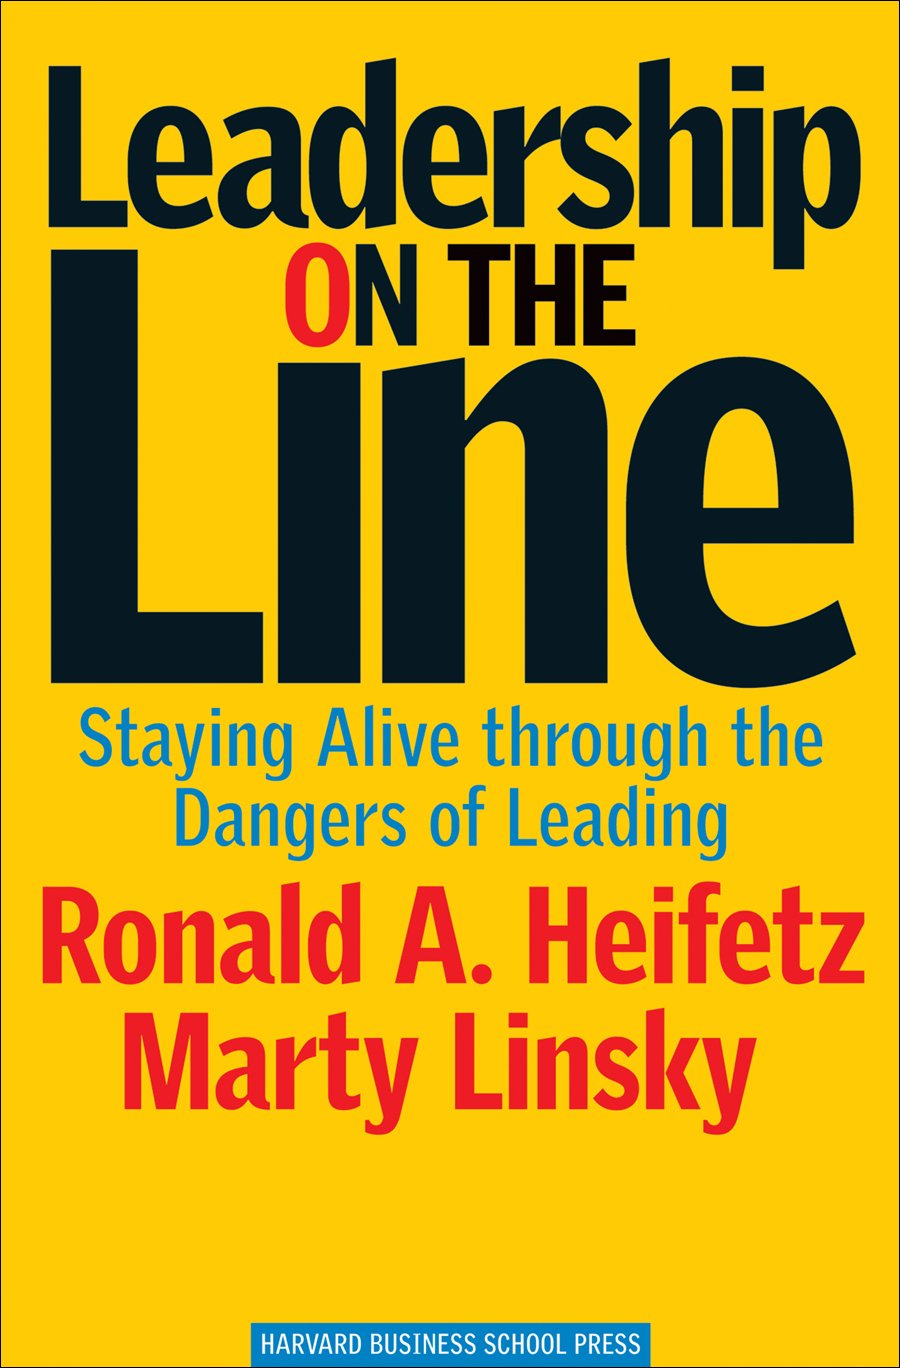 Leadership
ON THE
Line
Staying Alive through the
Dangers of Leading
Ronald A. Heifetz
Marty Linsky
HARVARD BUSINESS SCHOOL PRESS